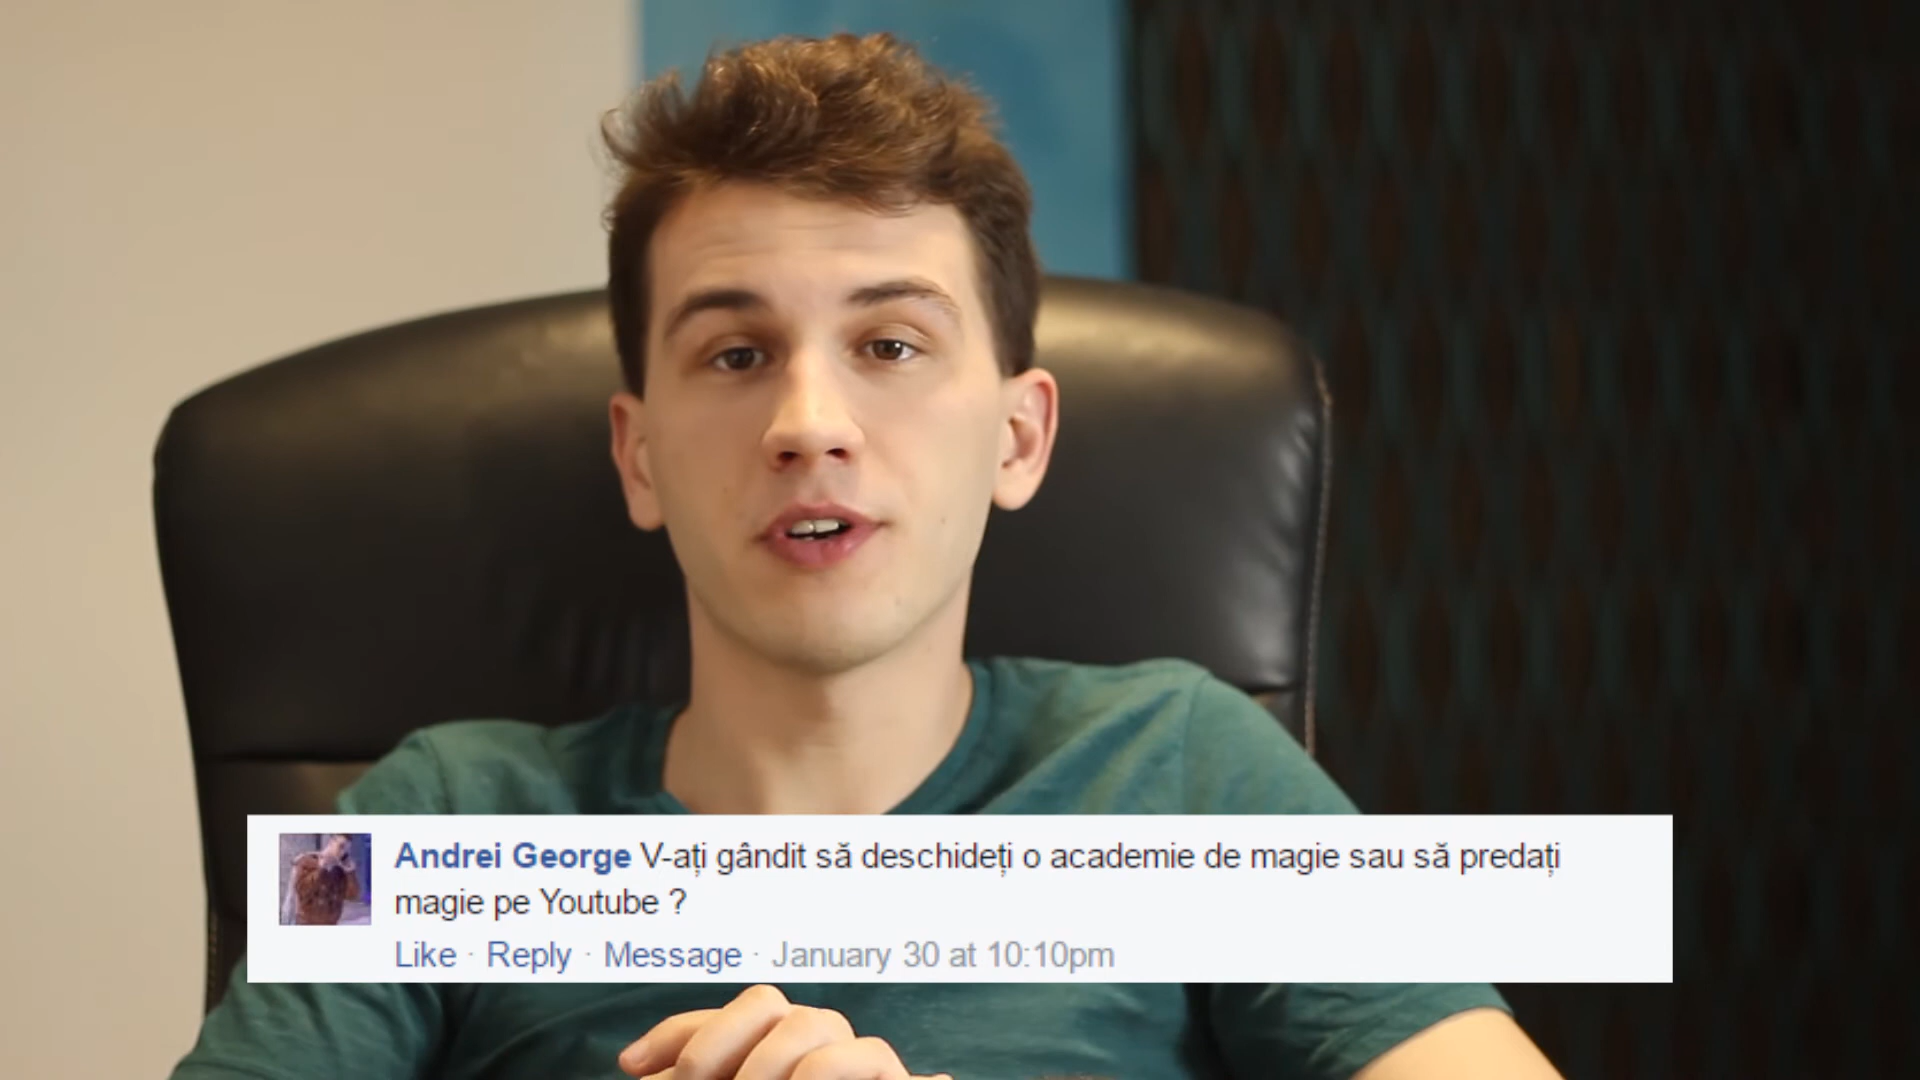 Andrei George V-ați gândit să deschideți o academie de magie sau să predați
magie pe Youtube ?
Like · Reply · Message · January 30 at 10:10pm